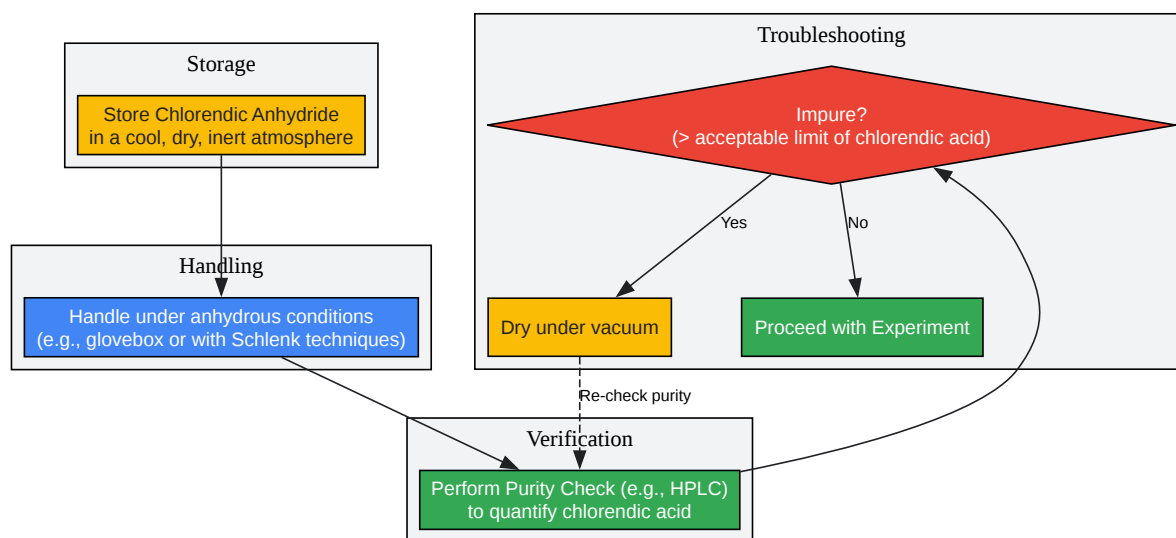 Storage
Store Chlorendic Anhydride
in a cool, dry, inert atmosphere
Handling
Handle under anhydrous conditions
(e.g., glovebox or with Schlenk techniques)
Troubleshooting
Impure?
(> acceptable limit of chlorendic acid)
Yes
No
Dry under vacuum
Proceed with Experiment
Re-check purity
Verification
Perform Purity Check (e.g., HPLC)
to quantify chlorendic acid